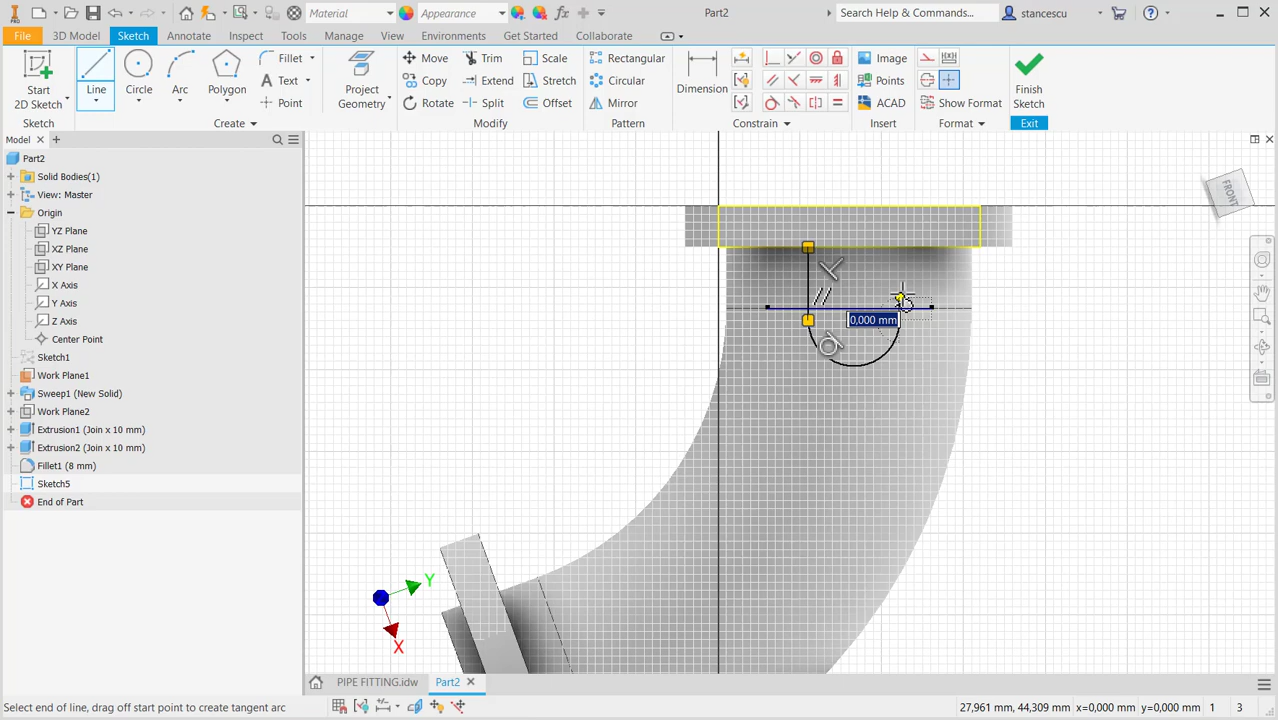 PRO
Material
Appearance
fx
Part2
Search Help & Commands...
stancescu
File
3D Model
Sketch
Annotate
Inspect
Tools
Manage
View
Environments
Get Started
Collaborate
Start
2D Sketch
Line
Circle
Arc
Polygon
Fillet
Text
Point
Project
Geometry
Move
Copy
Rotate
Trim
Extend
Split
Scale
Stretch
Offset
Rectangular
Circular
Mirror
Dimension
Image
Points
ACAD
Show Format
Finish
Sketch
Sketch
Create
Modify
Pattern
Constrain
Insert
Format
Exit
Model
Part2
Solid Bodies(1)
View: Master
Origin
YZ Plane
XZ Plane
XY Plane
X Axis
Y Axis
Z Axis
Center Point
Sketch1
Work Plane1
Sweep1 (New Solid)
Work Plane2
Extrusion1 (Join x 10 mm)
Extrusion2 (Join x 10 mm)
Fillet1 (8 mm)
Sketch5
End of Part
FRONT
0,000 mm
Y
X
PIPE FITTING.idw
Part2
Select end of line, drag off start point to create tangent arc
27,961 mm, 44,309 mm
x=0,000 mm
y=0,000 mm
1
3